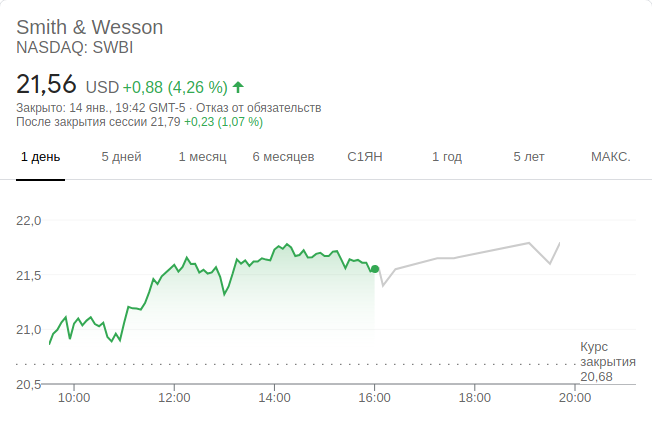 Smith & Wesson
NASDAQ: SWBI
21,56 USD +0,88 (4,26 %)
Закрыто: 14 янв., 19:42 GMT-5 · Отказ от обязательств
После закрытия сессии 21,79 +0,23 (1,07 %)
1 день 5 дней 1 месяц 6 месяцев С1ЯН 1 год 5 лет МАКС.
22,0
21,5
21,0
Курс
закрытия
20,68
20,5
10:00 12:00 14:00 16:00 18:00 20:00